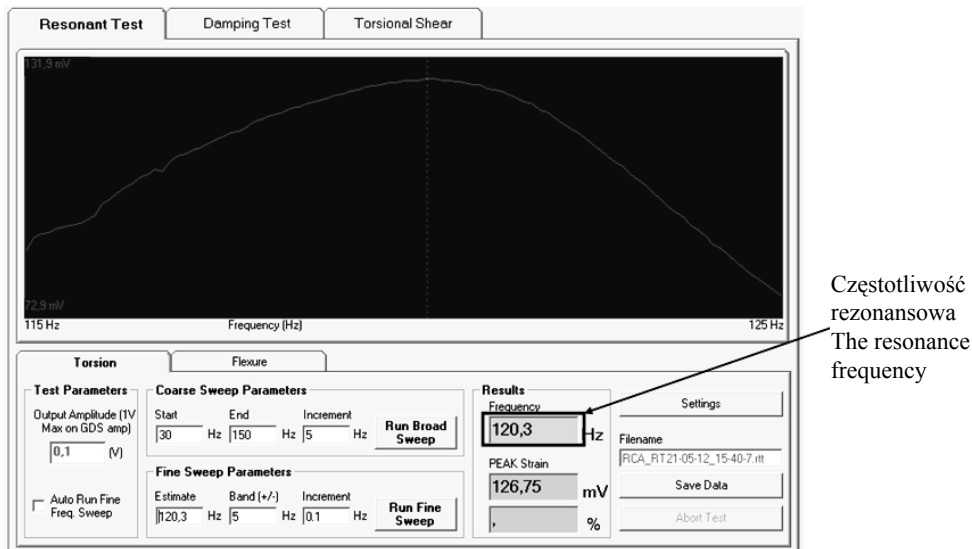 Resonant Test
Damping Test
Torsional Shear
131,9 mV
72,9 mV
115 Hz
Frequency (Hz)
125 Hz
Częstotliwość
rezonansowa
The resonance
frequency
Torsion
Flexure
Test Parameters
Output Amplitude (1V
Max on GDS amp)
0,1 (V)
Auto Run Fine
Freq. Sweep
Coarse Sweep Parameters
Start End Increment
30 Hz 150 Hz 5 Hz
Run Broad
Sweep
Fine Sweep Parameters
Estimate Band (+/-) Increment
120,3 Hz 5 Hz 0.1 Hz
Run Fine
Sweep
Results
Frequency
120,3 Hz
PEAK Strain
126,75 mV
, %
Settings
Filename
RCA_RT21-05-12_15-40-7.rtt
Save Data
Abort Test